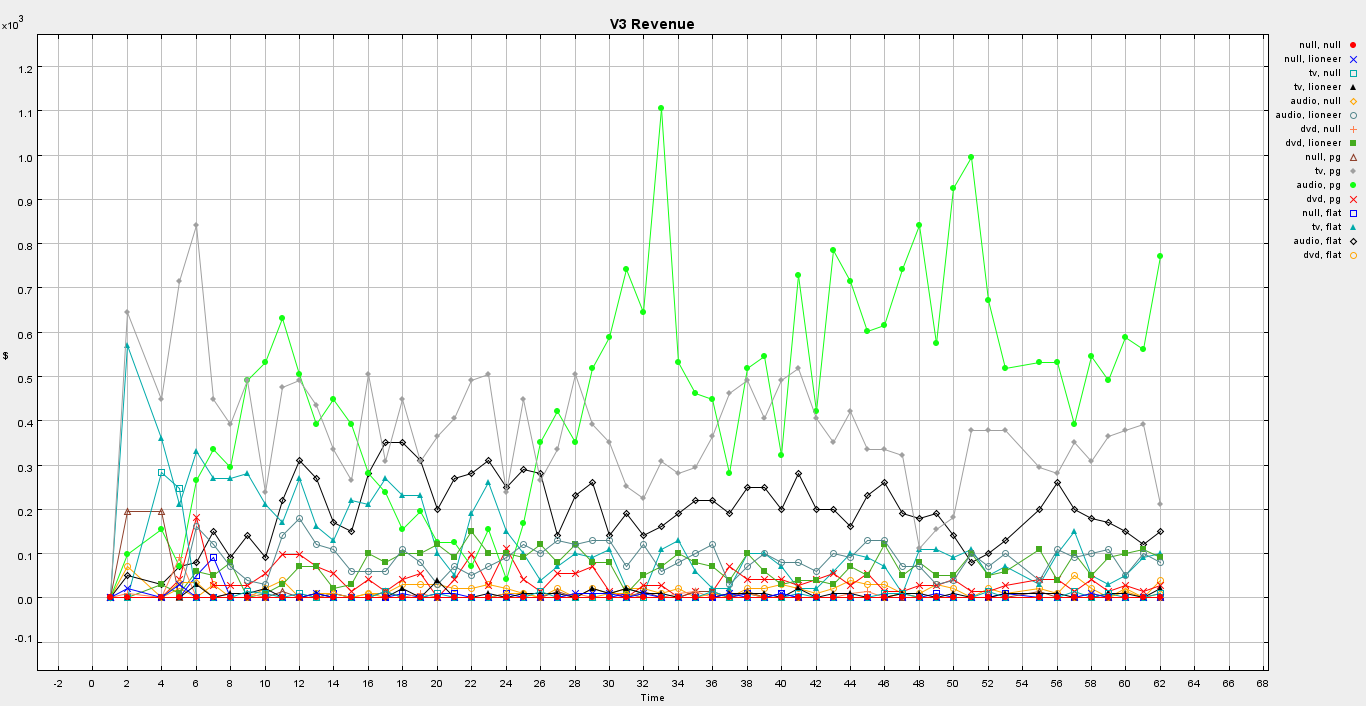 V3 Revenue
x10^3
1.2
1.1
1.0
0.9
0.8
0.7
0.6
0.5
0.4
0.3
0.2
0.1
0.0
-0.1
$
-2 0 2 4 6 8 10 12 14 16 18 20 22 24 26 28 30 32 34 36 38 40 42 44 46 48 50 52 54 56 58 60 62 64 66 68
Time
null, null
null, lioneer
tv, null
tv, lioneer
audio, null
audio, lioneer
dvd, null
dvd, lioneer
null, pg
tv, pg
audio, pg
dvd, pg
null, flat
tv, flat
audio, flat
dvd, flat